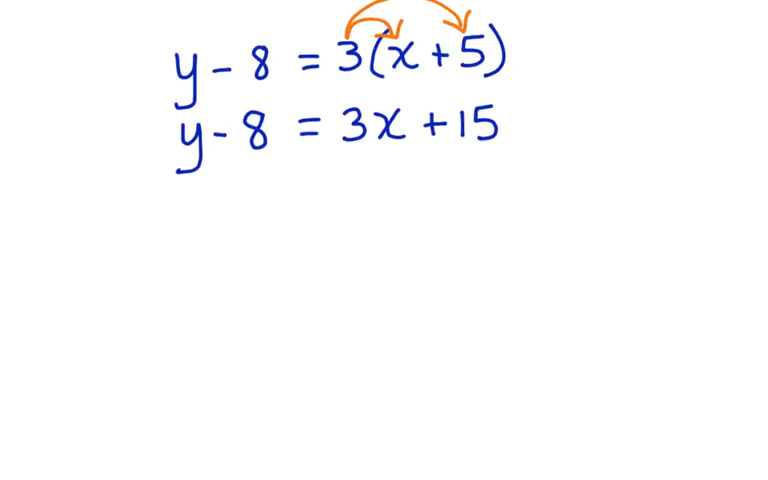 y - 8 = 3(x + 5)
y - 8 = 3x + 15